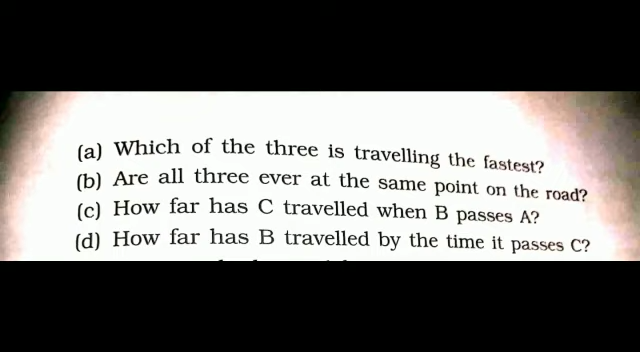 (a) Which of the three is travelling the fastest?
(b) Are all three ever at the same point on the road?
(c) How far has C travelled when B passes A?
(d) How far has B travelled by the time it passes C?